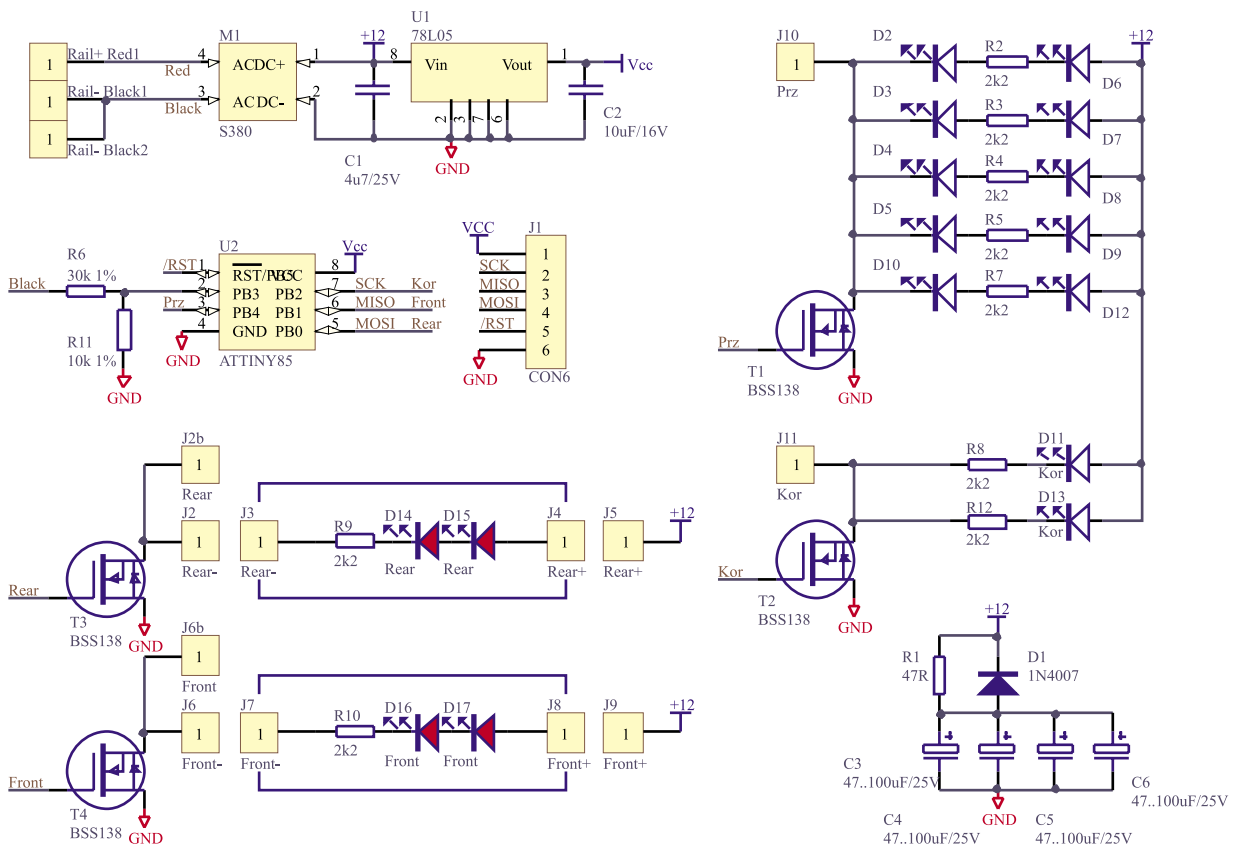 M1
U1
78L05
+12
1
Rail+ Red1
Red
4
ACDC+
1
8
Vin
Vout
1
Vcc
1
Rail- Black1
Black
3
ACDC-
2
2
3
7
6
C2
10uF/16V
1
Rail- Black2
S380
C1
4u7/25V
GND
J10
1
Prz
D2
R2
2k2
+12
D6
D3
R3
2k2
D7
D4
R4
2k2
D8
D5
R5
2k2
D9
D10
R7
2k2
D12
Prz
T1
BSS138
GND
R6
30k 1%
Black
R11
10k 1%
GND
U2
/RST
1
RST/PB5
VCC
8
Vcc
2
PB3
PB2
7
SCK
Kor
Prz
3
PB4
PB1
6
MISO
Front
4
GND
PB0
5
MOSI
Rear
GND
ATTINY85
J1
VCC
1
SCK
2
MISO
3
MOSI
4
/RST
5
6
GND
CON6
J11
1
Kor
R8
2k2
D11
Kor
R12
2k2
D13
Kor
Kor
T2
BSS138
GND
J2b
1
Rear
J2
1
Rear-
J3
1
Rear-
R9
2k2
D14
Rear
D15
Rear
J4
1
Rear+
J5
1
Rear+
+12
Rear
T3
BSS138
GND
J6b
1
Front
J6
1
Front-
J7
1
Front-
R10
2k2
D16
Front
D17
Front
J8
1
Front+
J9
1
Front+
+12
Front
T4
BSS138
GND
+12
R1
47R
D1
1N4007
C3
47..100uF/25V
C6
47..100uF/25V
GND
C4
47..100uF/25V
C5
47..100uF/25V